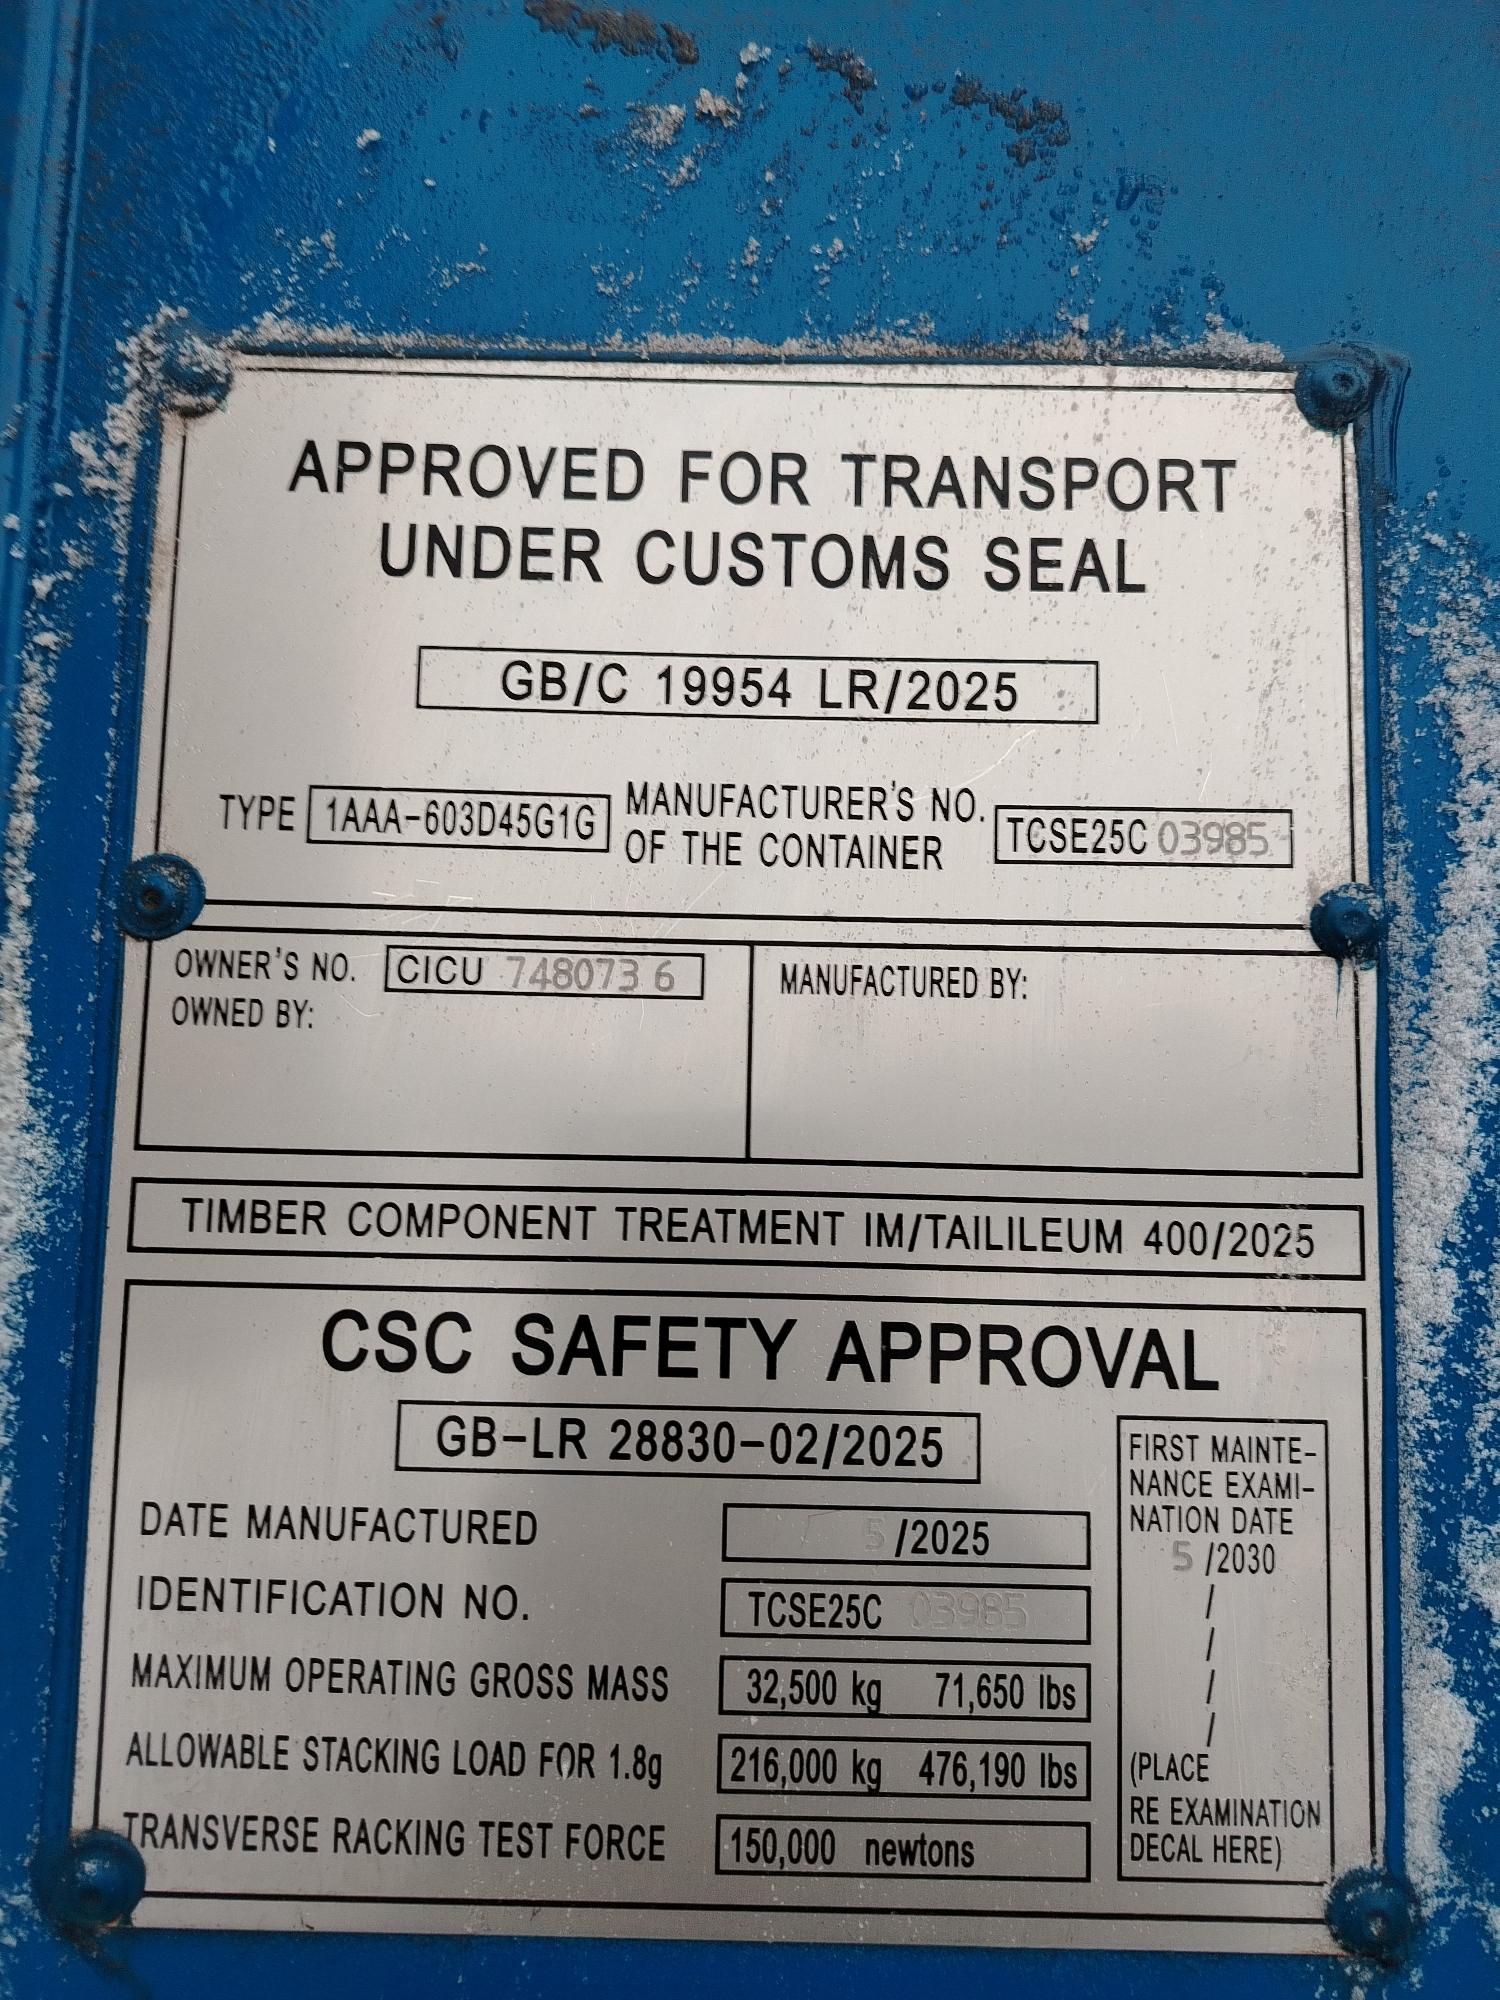 APPROVED FOR TRANSPORT
UNDER CUSTOMS SEAL
GB/C 19954 LR/2025
TYPE 1AAA-603D45G1G MANUFACTURER'S NO. OF THE CONTAINER TCSE25C 03985
OWNER'S NO. CICU 748073 6
OWNED BY:
MANUFACTURED BY:
TIMBER COMPONENT TREATMENT IM/TAILILEUM 400/2025
CSC SAFETY APPROVAL
GB-LR 28830-02/2025
DATE MANUFACTURED 5 /2025
IDENTIFICATION NO. TCSE25C 03985
MAXIMUM OPERATING GROSS MASS 32,500 kg 71,650 lbs
ALLOWABLE STACKING LOAD FOR 1.8g 216,000 kg 476,190 lbs
TRANSVERSE RACKING TEST FORCE 150,000 newtons
FIRST MAINTE-
NANCE EXAMI-
NATION DATE
5 /2030
/
/
/
/
(PLACE
RE EXAMINATION
DECAL HERE)